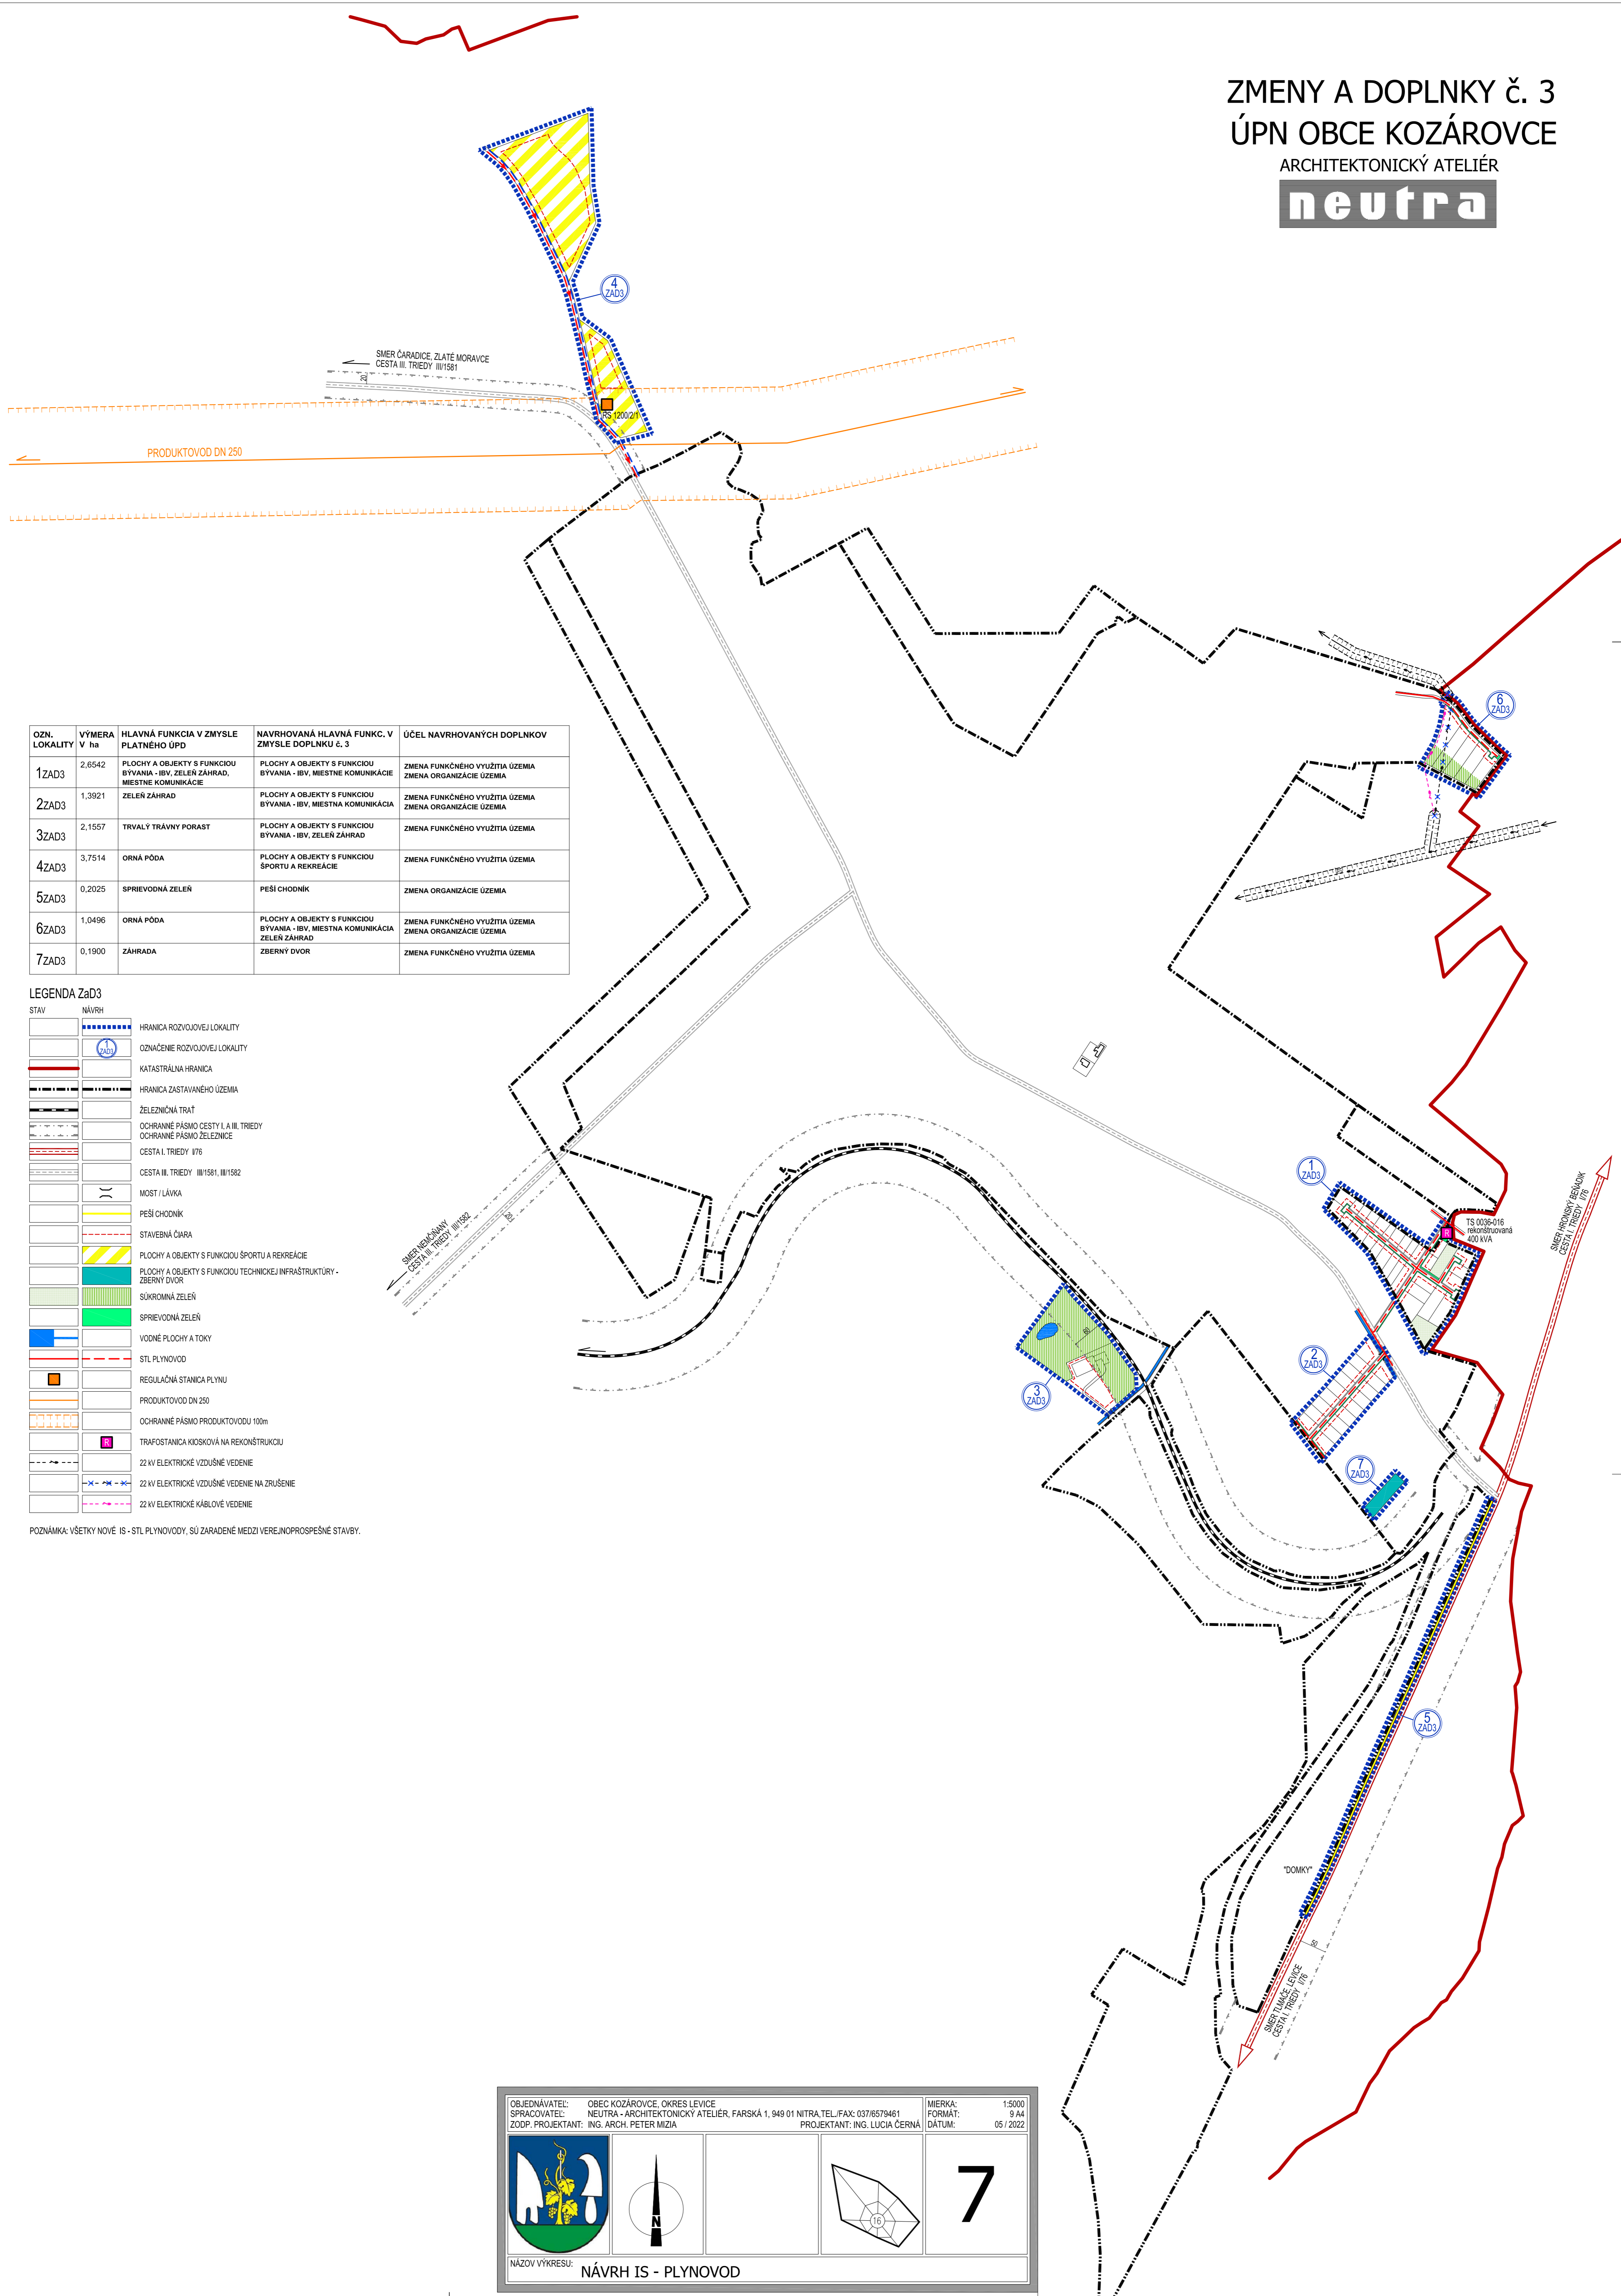 ZMENY A DOPLNKY č. 3
ÚPN OBCE KOZÁROVCE
ARCHITEKTONICKÝ ATELIÉR
neutra
4
ZAD3
SMER ČARADICE, ZLATÉ MORAVCE
CESTA III. TRIEDY III/1581
20
RS 1200/2/1
PRODUKTOVOD DN 250
6
ZAD3
OZN. LOKALITY | VÝMERA V ha | HLAVNÁ FUNKCIA V ZMYSLE PLATNÉHO ÚPD | NAVRHOVANÁ HLAVNÁ FUNKC. V ZMYSLE DOPLNKU č. 3 | ÚČEL NAVRHOVANÝCH DOPLNKOV
1ZAD3 | 2,6542 | PLOCHY A OBJEKTY S FUNKCIOU BÝVANIA - IBV, ZELEŇ ZÁHRAD, MIESTNE KOMUNIKÁCIE | PLOCHY A OBJEKTY S FUNKCIOU BÝVANIA - IBV, MIESTNE KOMUNIKÁCIE | ZMENA FUNKČNÉHO VYUŽITIA ÚZEMIA ZMENA ORGANIZÁCIE ÚZEMIA
2ZAD3 | 1,3921 | ZELEŇ ZÁHRAD | PLOCHY A OBJEKTY S FUNKCIOU BÝVANIA - IBV, MIESTNA KOMUNIKÁCIA | ZMENA FUNKČNÉHO VYUŽITIA ÚZEMIA ZMENA ORGANIZÁCIE ÚZEMIA
3ZAD3 | 2,1557 | TRVALÝ TRÁVNY PORAST | PLOCHY A OBJEKTY S FUNKCIOU BÝVANIA - IBV, ZELEŇ ZÁHRAD | ZMENA FUNKČNÉHO VYUŽITIA ÚZEMIA
4ZAD3 | 3,7514 | ORNÁ PÔDA | PLOCHY A OBJEKTY S FUNKCIOU ŠPORTU A REKREÁCIE | ZMENA FUNKČNÉHO VYUŽITIA ÚZEMIA
5ZAD3 | 0,2025 | SPRIEVODNÁ ZELEŇ | PEŠÍ CHODNÍK | ZMENA ORGANIZÁCIE ÚZEMIA
6ZAD3 | 1,0496 | ORNÁ PÔDA | PLOCHY A OBJEKTY S FUNKCIOU BÝVANIA - IBV, MIESTNA KOMUNIKÁCIA ZELEŇ ZÁHRAD | ZMENA FUNKČNÉHO VYUŽITIA ÚZEMIA ZMENA ORGANIZÁCIE ÚZEMIA
7ZAD3 | 0,1900 | ZÁHRADA | ZBERNÝ DVOR | ZMENA FUNKČNÉHO VYUŽITIA ÚZEMIA
LEGENDA ZaD3
STAV NÁVRH
HRANICA ROZVOJOVEJ LOKALITY
1
ZAD3
OZNAČENIE ROZVOJOVEJ LOKALITY
KATASTRÁLNA HRANICA
HRANICA ZASTAVANÉHO ÚZEMIA
ŽELEZNIČNÁ TRAŤ
OCHRANNÉ PÁSMO CESTY I. A III, TRIEDY
OCHRANNÉ PÁSMO ŽELEZNICE
CESTA I. TRIEDY I/76
CESTA III. TRIEDY III/1581, III/1582
MOST / LÁVKA
PEŠÍ CHODNÍK
STAVEBNÁ ČIARA
PLOCHY A OBJEKTY S FUNKCIOU ŠPORTU A REKREÁCIE
PLOCHY A OBJEKTY S FUNKCIOU TECHNICKEJ INFRAŠTRUKTÚRY -
ZBERNÝ DVOR
SÚKROMNÁ ZELEŇ
SPRIEVODNÁ ZELEŇ
VODNÉ PLOCHY A TOKY
STL PLYNOVOD
REGULAČNÁ STANICA PLYNU
PRODUKTOVOD DN 250
OCHRANNÉ PÁSMO PRODUKTOVODU 100m
R
TRAFOSTANICA KIOSKOVÁ NA REKONŠTRUKCIU
22 kV ELEKTRICKÉ VZDUŠNÉ VEDENIE
22 kV ELEKTRICKÉ VZDUŠNÉ VEDENIE NA ZRUŠENIE
22 kV ELEKTRICKÉ KÁBLOVÉ VEDENIE
POZNÁMKA: VŠETKY NOVÉ IS - STL PLYNOVODY, SÚ ZARADENÉ MEDZI VEREJNOPROSPEŠNÉ STAVBY.
SMER NEMČIŇANY
CESTA III. TRIEDY III/1582
20
1
ZAD3
TS 0036-016
rekonštruovaná
400 kVA
R
SMER HRONSKÝ BEŇADIK
CESTA I. TRIEDY I/76
60
2
ZAD3
3
ZAD3
7
ZAD3
5
ZAD3
"DOMKY"
50
SMER TLMAČE, LEVICE
CESTA I. TRIEDY I/76
OBJEDNÁVATEĽ: OBEC KOZÁROVCE, OKRES LEVICE
SPRACOVATEĽ: NEUTRA - ARCHITEKTONICKÝ ATELIÉR, FARSKÁ 1, 949 01 NITRA,TEL./FAX: 037/6579461
ZODP. PROJEKTANT: ING. ARCH. PETER MIZIA PROJEKTANT: ING. LUCIA ČERNÁ
MIERKA: 1:5000
FORMÁT: 9 A4
DÁTUM: 05 / 2022
N
16
7
NÁZOV VÝKRESU: NÁVRH IS - PLYNOVOD